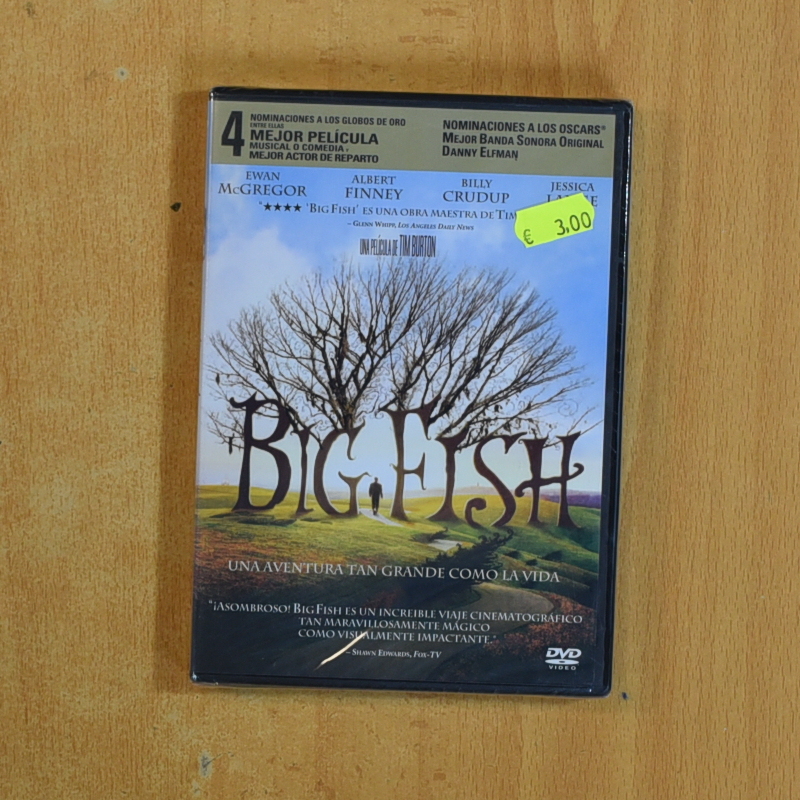 4
NOMINACIONES A LOS GLOBOS DE ORO
ENTRE ELLAS
MEJOR PELÍCULA
MUSICAL O COMEDIA Y
MEJOR ACTOR DE REPARTO
NOMINACIONES A LOS OSCARS®
MEJOR BANDA SONORA ORIGINAL
DANNY ELFMAN
EWAN McGREGOR
ALBERT FINNEY
BILLY CRUDUP
JESSICA
"★★★★ 'BIG FISH' ES UNA OBRA MAESTRA DE TIM
– GLENN WHIPP, LOS ANGELES DAILY NEWS
€ 3,00
UNA PELÍCULA DE TIM BURTON
BIG FISH
UNA AVENTURA TAN GRANDE COMO LA VIDA
"¡ASOMBROSO! BIG FISH ES UN INCREIBLE VIAJE CINEMATOGRÁFICO
TAN MARAVILLOSAMENTE MÁGICO
COMO VISUALMENTE IMPACTANTE."
– SHAWN EDWARDS, FOX-TV
DVD
VIDEO